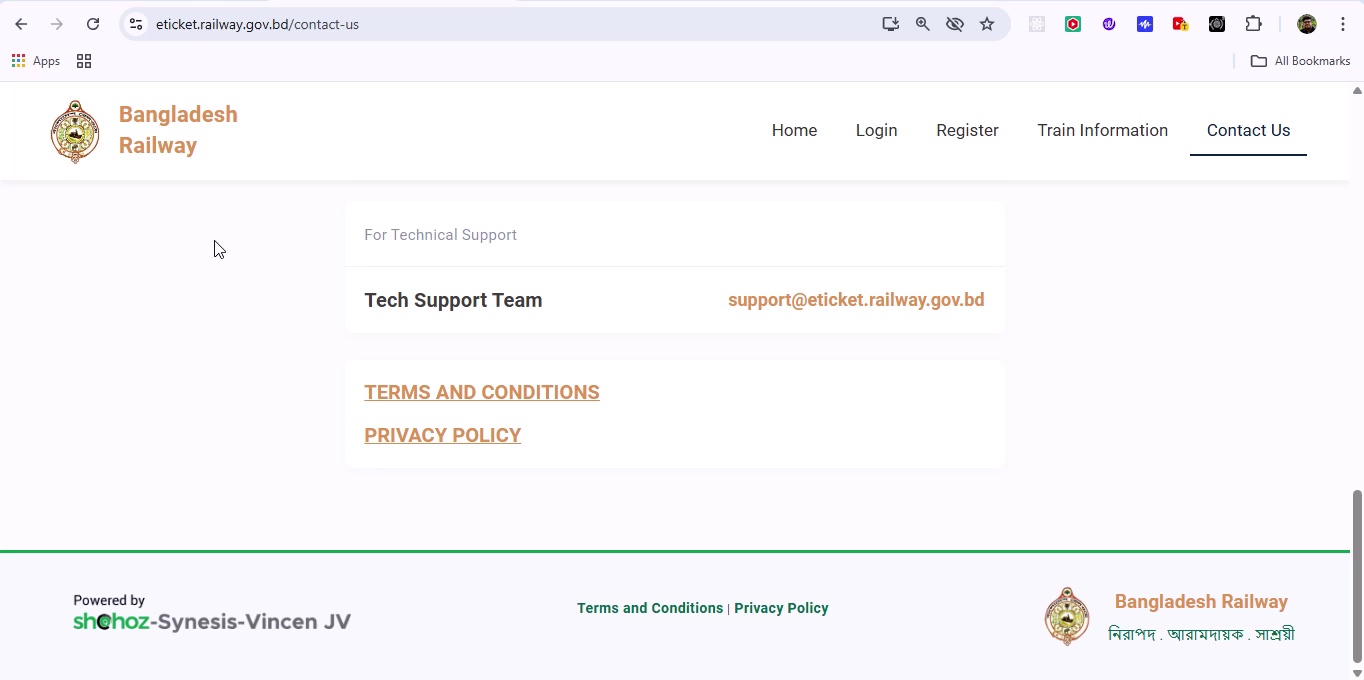 eticket.railway.gov.bd/contact-us
Apps
All Bookmarks
Bangladesh
Railway
Home
Login
Register
Train Information
Contact Us
For Technical Support
Tech Support Team
support@eticket.railway.gov.bd
TERMS AND CONDITIONS
PRIVACY POLICY
Powered by
shohoz-Synesis-Vincen JV
Terms and Conditions | Privacy Policy
Bangladesh Railway
নিরাপদ . আরামদায়ক . সাশ্রয়ী